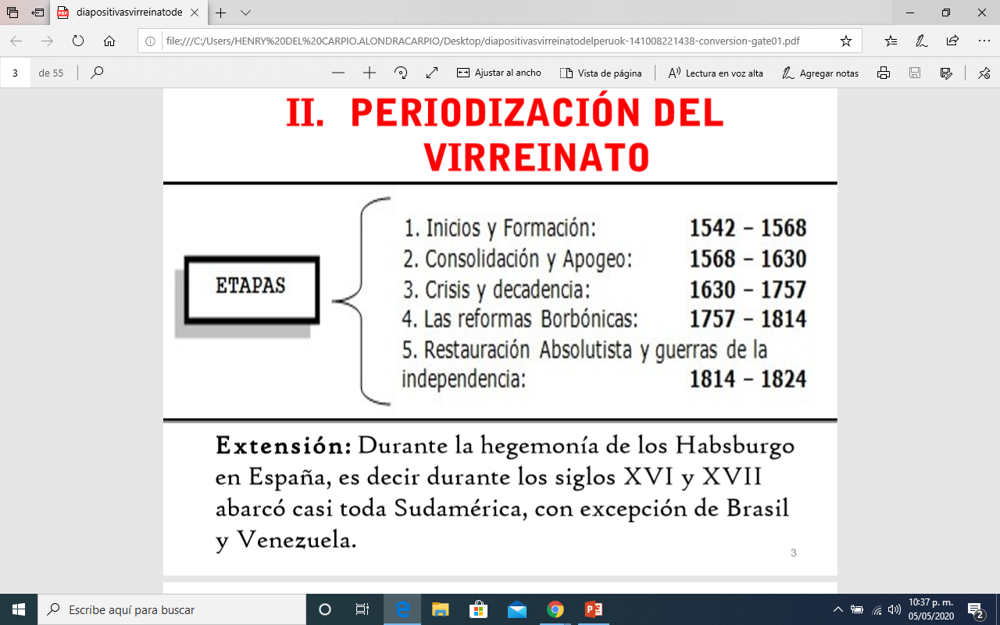 diapositivasvirreinatode
file:///C:/Users/HENRY%20DEL%20CARPIO.ALONDRACARPIO/Desktop/diapositivasvirreinatodelperuok-141008221438-conversion-gate01.pdf
3 de 55 Ajustar al ancho Vista de página Lectura en voz alta Agregar notas
II. PERIODIZACIÓN DEL
VIRREINATO
ETAPAS
1. Inicios y Formación: 1542 – 1568
2. Consolidación y Apogeo: 1568 – 1630
3. Crisis y decadencia: 1630 – 1757
4. Las reformas Borbónicas: 1757 – 1814
5. Restauración Absolutista y guerras de la
independencia: 1814 – 1824
Extensión: Durante la hegemonía de los Habsburgo
en España, es decir durante los siglos XVI y XVII
abarcó casi toda Sudamérica, con excepción de Brasil
y Venezuela.
3
Escribe aquí para buscar
10:37 p. m.
05/05/2020
2